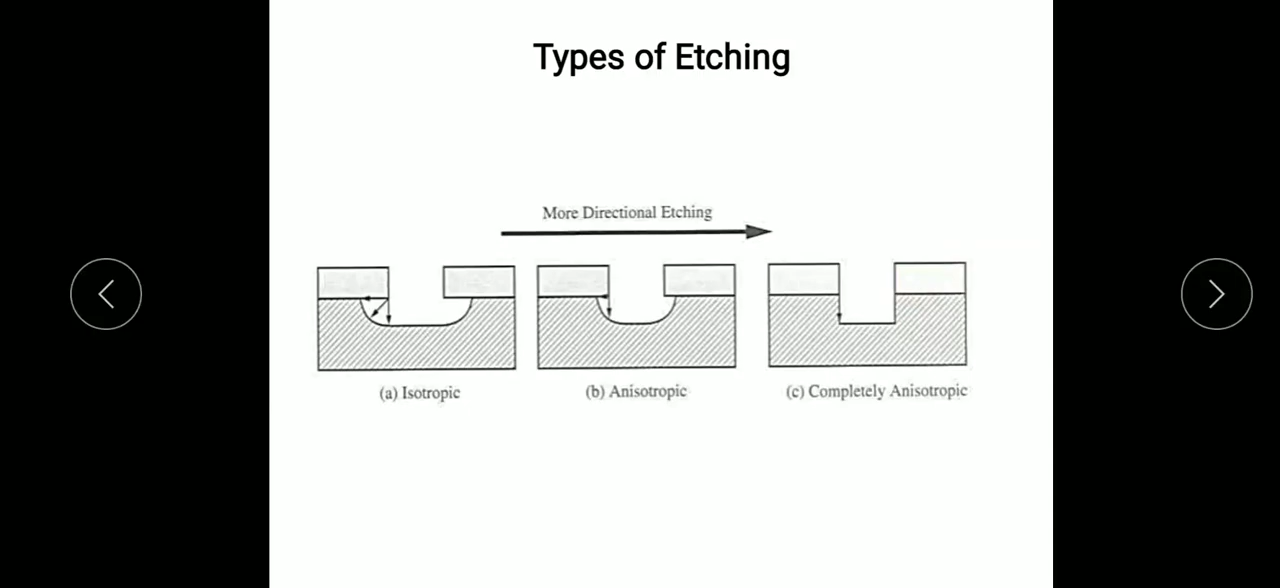 Types of Etching
More Directional Etching
(a) Isotropic
(b) Anisotropic
(c) Completely Anisotropic